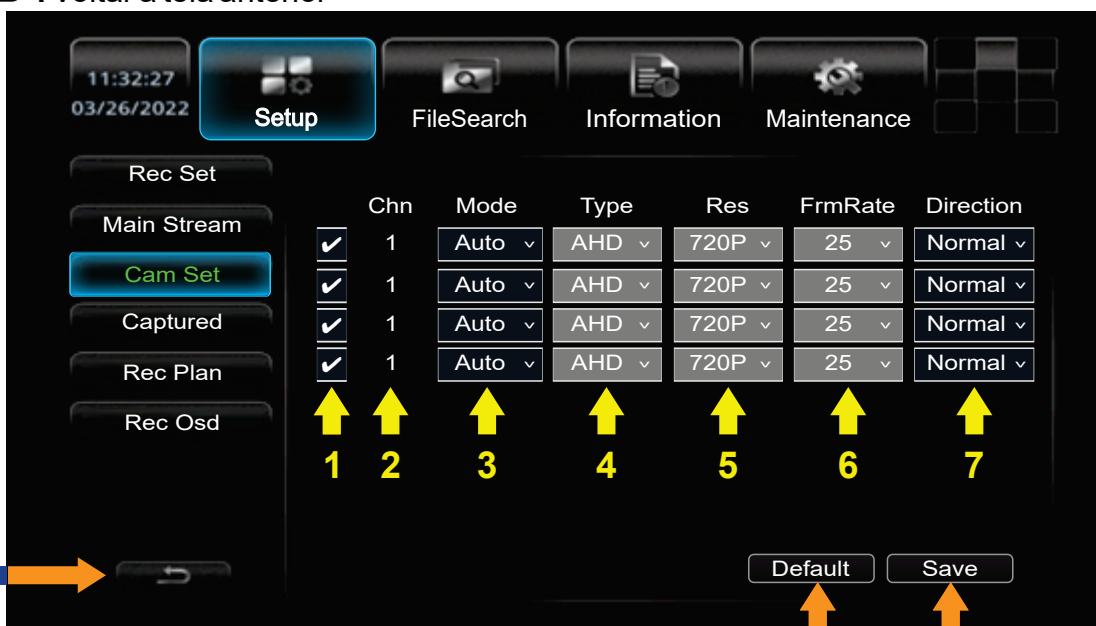 11:32:27
03/26/2022
Setup
FileSearch
Information
Maintenance
Rec Set
Main Stream
Cam Set
Captured
Rec Plan
Rec Osd
Chn Mode Type Res FrmRate Direction
✔ 1 Auto AHD 720P 25 Normal
✔ 1 Auto AHD 720P 25 Normal
✔ 1 Auto AHD 720P 25 Normal
✔ 1 Auto AHD 720P 25 Normal
1 2 3 4 5 6 7
Default Save